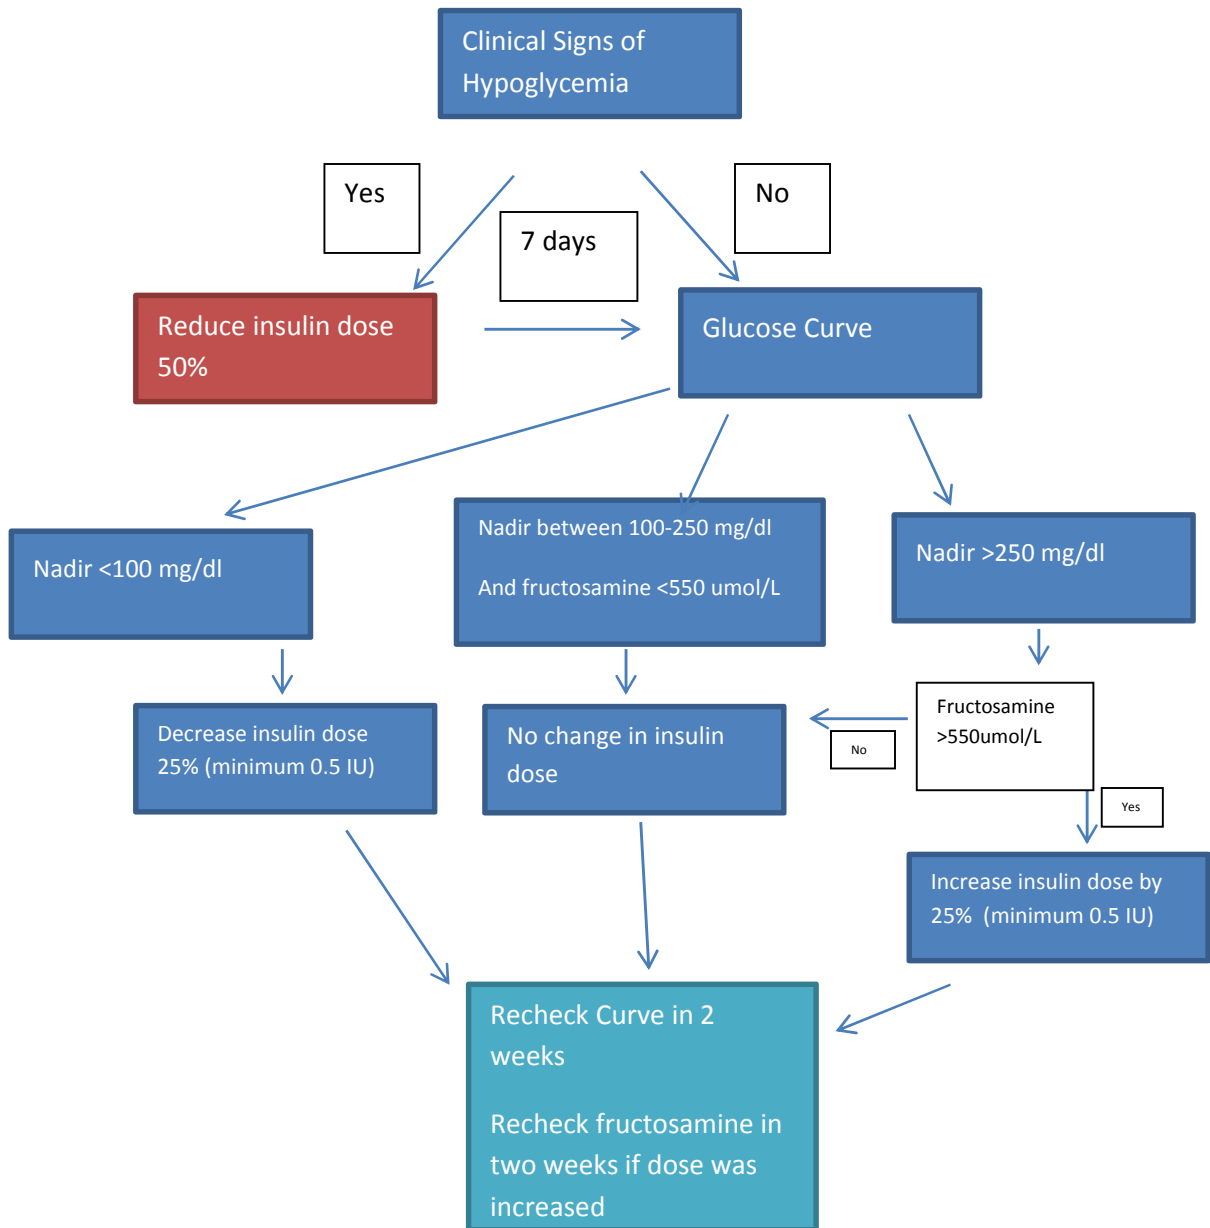 Clinical Signs of
Hypoglycemia
Yes
No
7 days
Reduce insulin dose
50%
Glucose Curve
Nadir <100 mg/dl
Nadir between 100-250 mg/dl
And fructosamine <550 umol/L
Nadir >250 mg/dl
Decrease insulin dose
25% (minimum 0.5 IU)
No change in insulin
dose
No
Fructosamine
>550umol/L
Yes
Increase insulin dose by
25%  (minimum 0.5 IU)
Recheck Curve in 2
weeks
Recheck fructosamine in
two weeks if dose was
increased